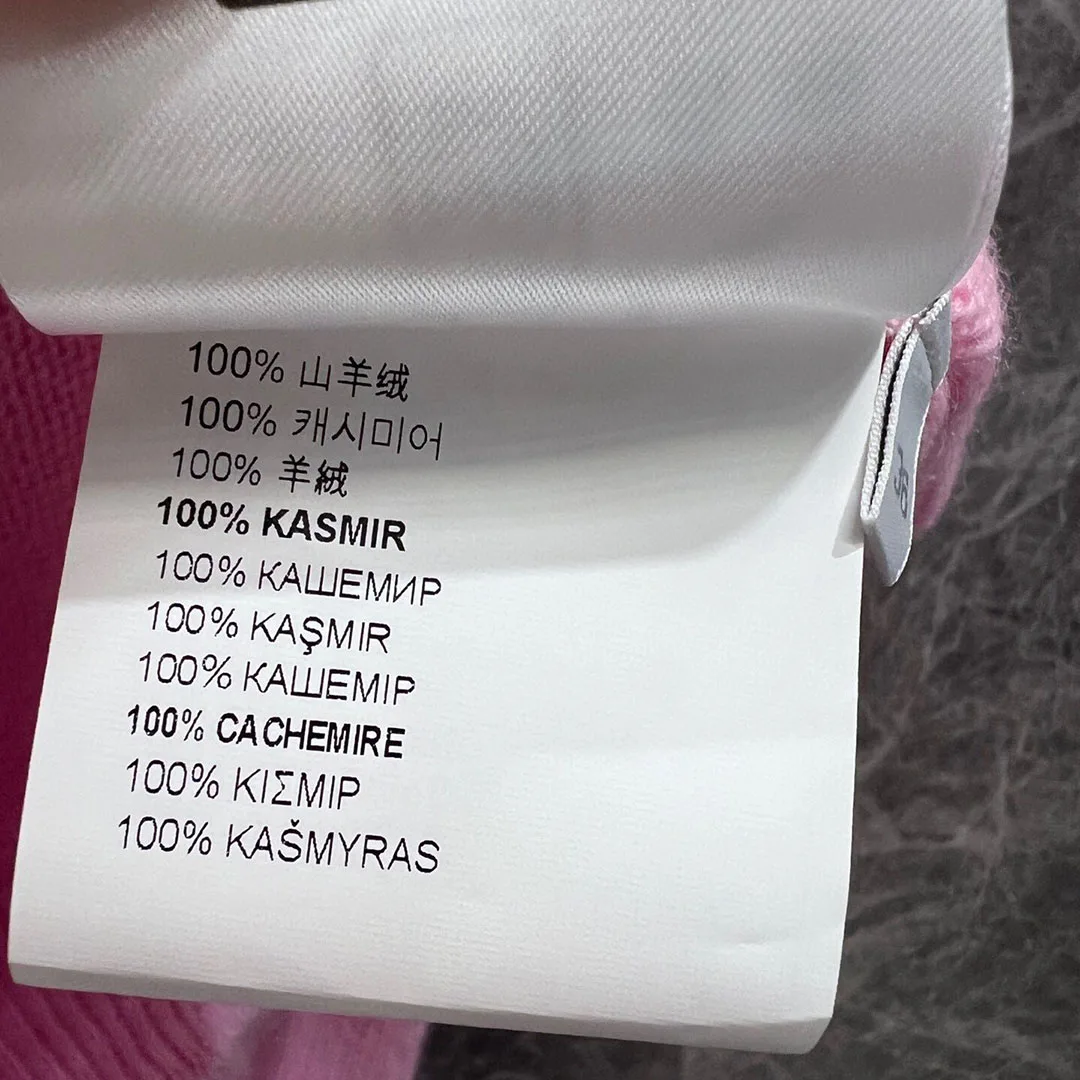 100% 山羊绒
100% 캐시미어
100% 羊絨
100% KASMIR
100% КАШЕМИР
100% KAŞMIR
100% КАШЕМІР
100% CACHEMIRE
100% ΚΙΣΜΙΡ
100% KAŠMYRAS
36